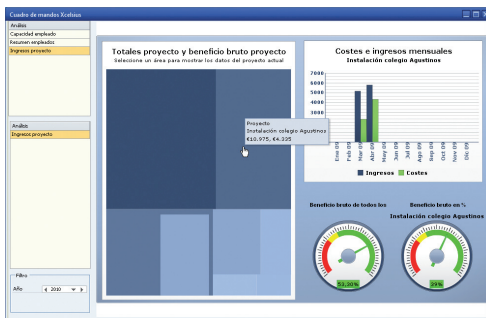 Cuadro de mandos Xcelsius
Análisis
Capacidad empleado
Resumen empleados
Ingresos proyecto
Análisis
Ingresos proyecto
Filtro
Año
2010
Totales proyecto y beneficio bruto proyecto
Seleccione un área para mostrar los datos del proyecto actual
Proyecto
Instalación colegio Agustinos
€10.975, €4.335
Costes e ingresos mensuales
Instalación colegio Agustinos
7000
6000
5000
4000
3000
Ene 09
Feb 09
Mar 09
Abr 09
May 09
Jun 09
Jul 09
Ago 09
Sep 09
Oct 09
Nov 09
Dic 09
Ingresos
Costes
Beneficio bruto de todos los
Beneficio bruto en %
Instalación colegio Agustinos
53,20%
39%